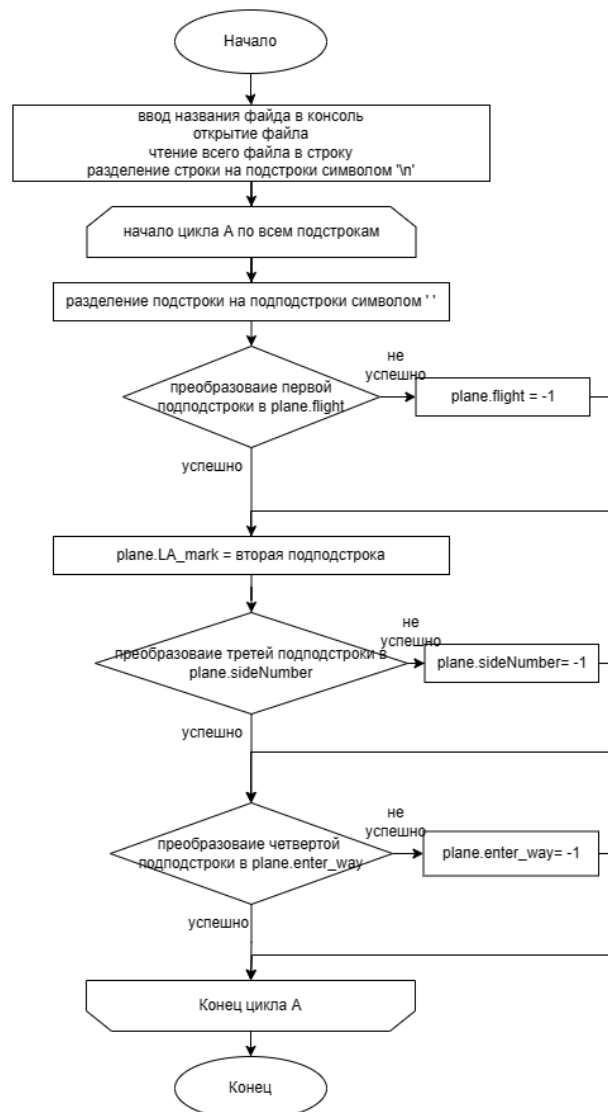 Начало
ввод названия файда в консоль
открытие файла
чтение всего файла в строку
разделение строки на подстроки символом '\n'
начало цикла А по всем подстрокам
разделение подстроки на подподстроки символом ' '
не
успешно
преобразоваие первой
подподстроки в plane.flight
plane.flight = -1
успешно
plane.LA_mark = вторая подподстрока
не
успешно
преобразоваие третей подподстроки в
plane.sideNumber
plane.sideNumber= -1
успешно
не
успешно
преобразоваие четвертой
подподстроки в plane.enter_way
plane.enter_way= -1
успешно
Конец цикла А
Конец